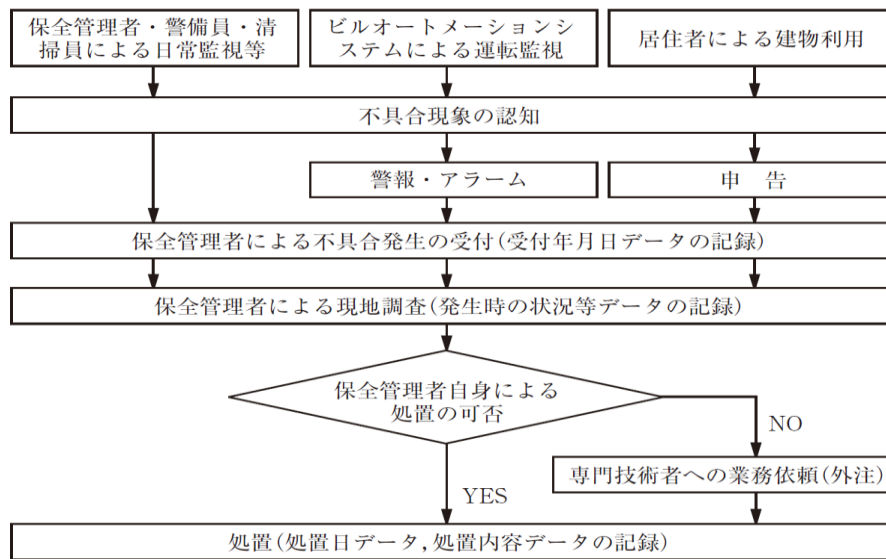 保全管理者・警備員・清
掃員による日常監視等
ビルオートメーションシ
ステムによる運転監視
居住者による建物利用
不具合現象の認知
警報・アラーム
申 告
保全管理者による不具合発生の受付(受付年月日データの記録)
保全管理者による現地調査(発生時の状況等データの記録)
保全管理者自身による
処置の可否
NO
専門技術者への業務依頼(外注)
YES
処置(処置日データ,処置内容データの記録)